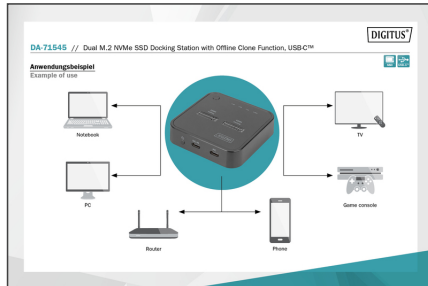 DIGITUS®
DA-71545 // Dual M.2 NVMe SSD Docking Station with Offline Clone Function, USB-C™
Anwendungsbeispiel
Example of use
Notebook
TV
PC
Game console
Router
Phone